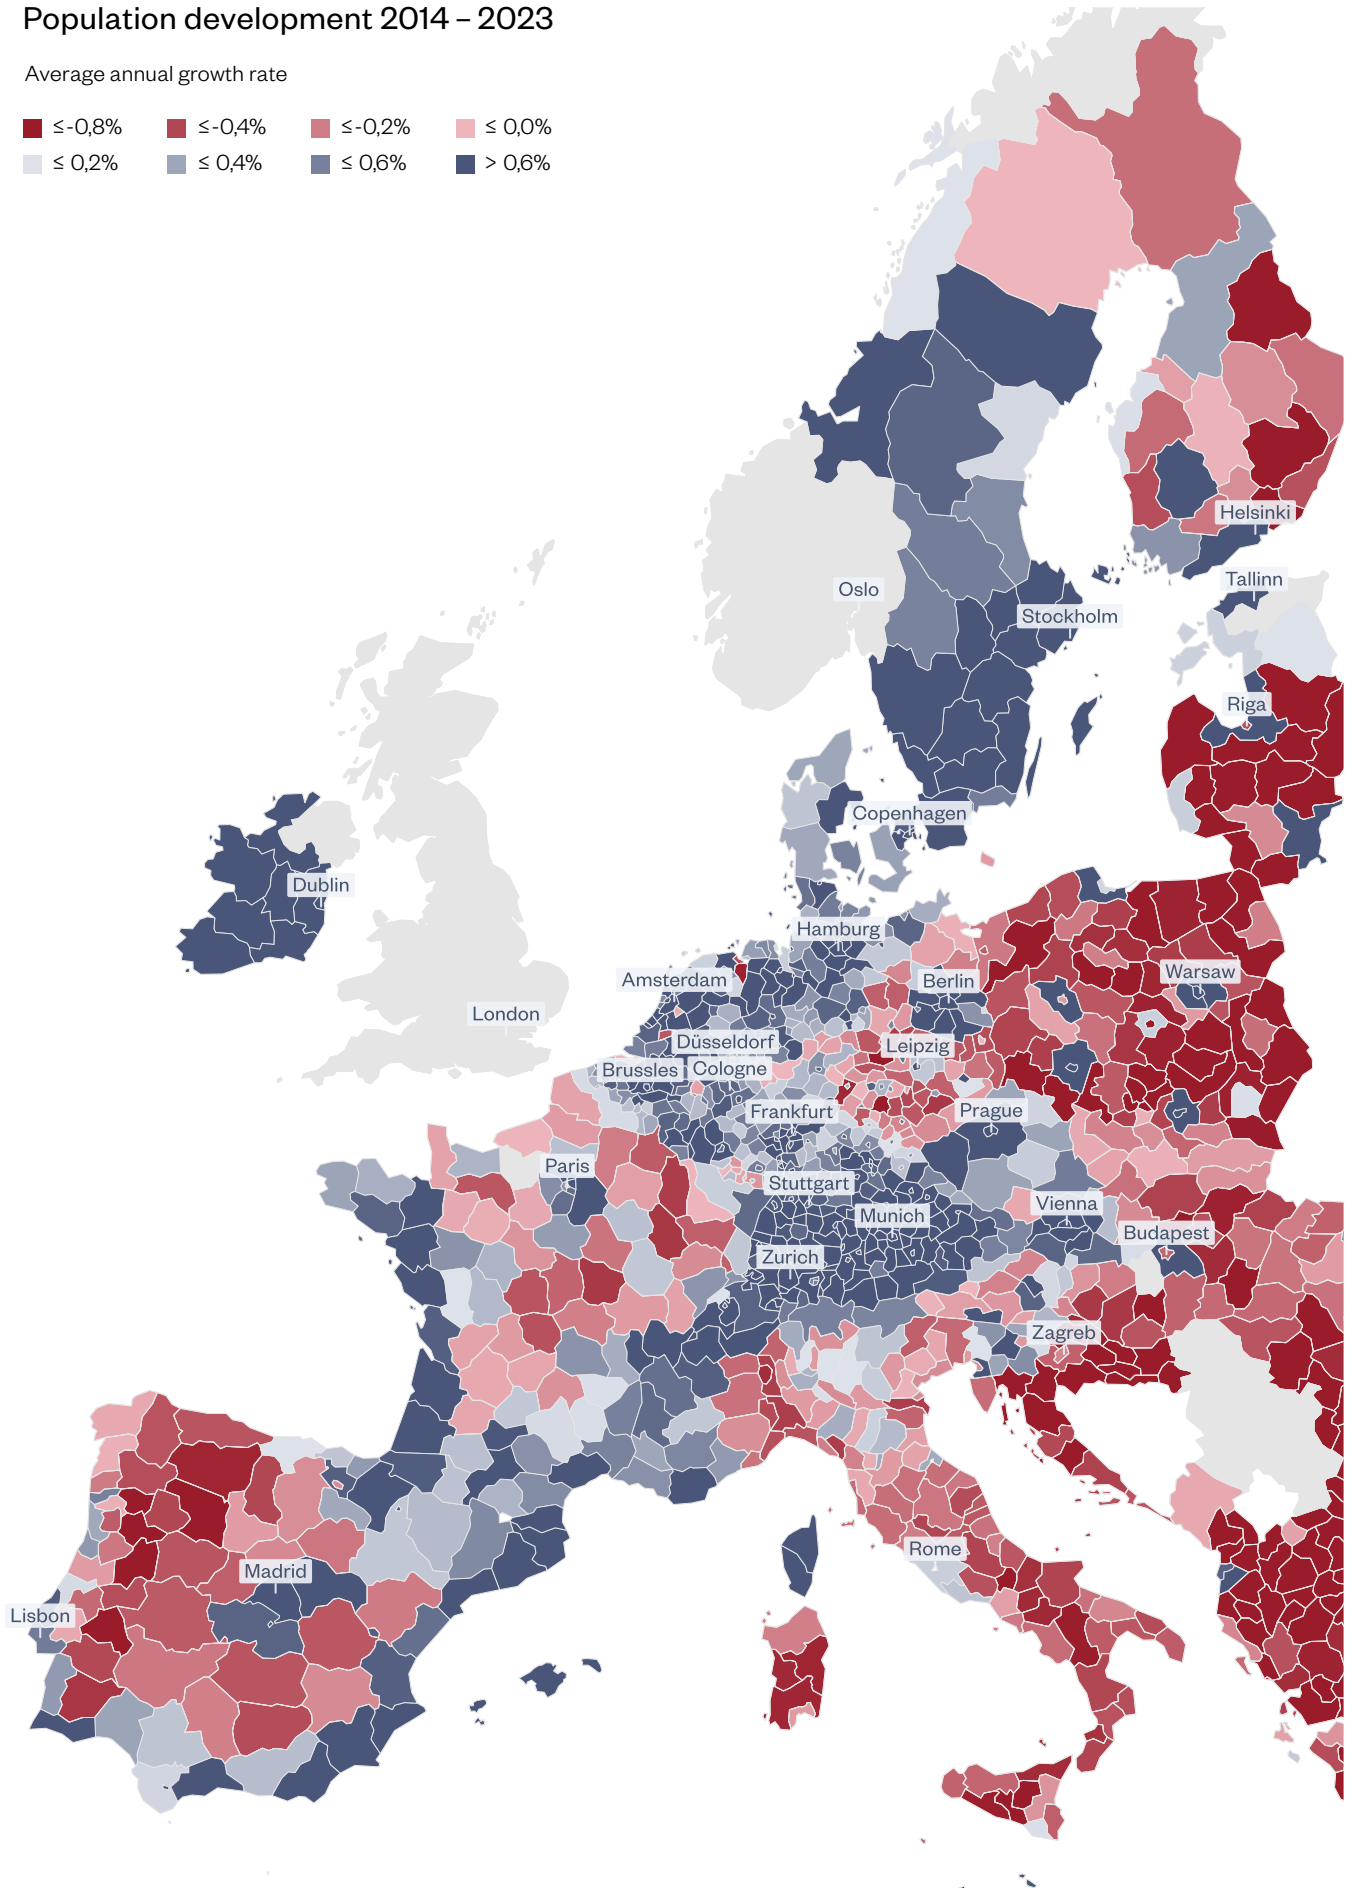 Population development 2014 – 2023
Average annual growth rate
≤-0,8% ≤-0,4% ≤-0,2% ≤ 0,0%
≤ 0,2% ≤ 0,4% ≤ 0,6% > 0,6%
Helsinki
Tallinn
Oslo
Stockholm
Riga
Copenhagen
Dublin
Hamburg
Warsaw
Amsterdam
Berlin
London
Düsseldorf
Leipzig
Brussles
Cologne
Frankfurt
Prague
Paris
Stuttgart
Vienna
Munich
Budapest
Zurich
Zagreb
Rome
Madrid
Lisbon